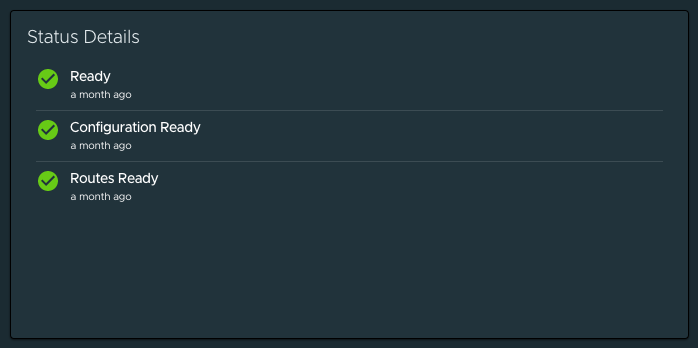 Status Details
Ready
a month ago
Configuration Ready
a month ago
Routes Ready
a month ago